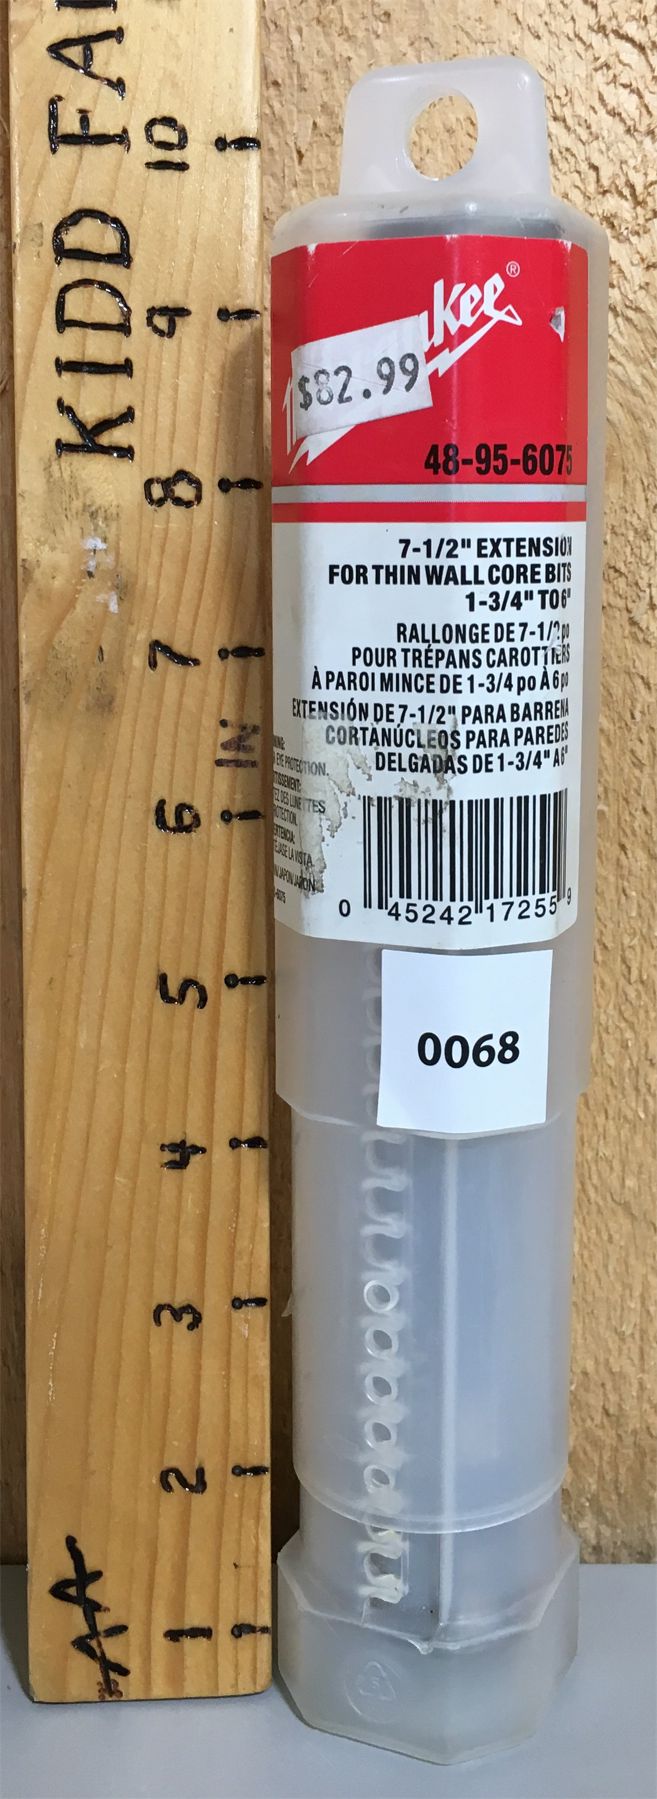 KIDD FA
10
9
8
7
IN
6
5
4
3
2
1
AA
kee®
$82.99
48-95-6075
7-1/2" EXTENSION
FOR THIN WALL CORE BITS
1-3/4" TO 6"
RALLONGE DE 7-1/2 po
POUR TRÉPANS CAROTTIERS
À PAROI MINCE DE 1-3/4 po À 6 po
EXTENSIÓN DE 7-1/2" PARA BARRENA
CORTANÚCLEOS PARA PAREDES
DELGADAS DE 1-3/4" A 6"
EYE PROTECTION.
0 45242 17255 9
0068